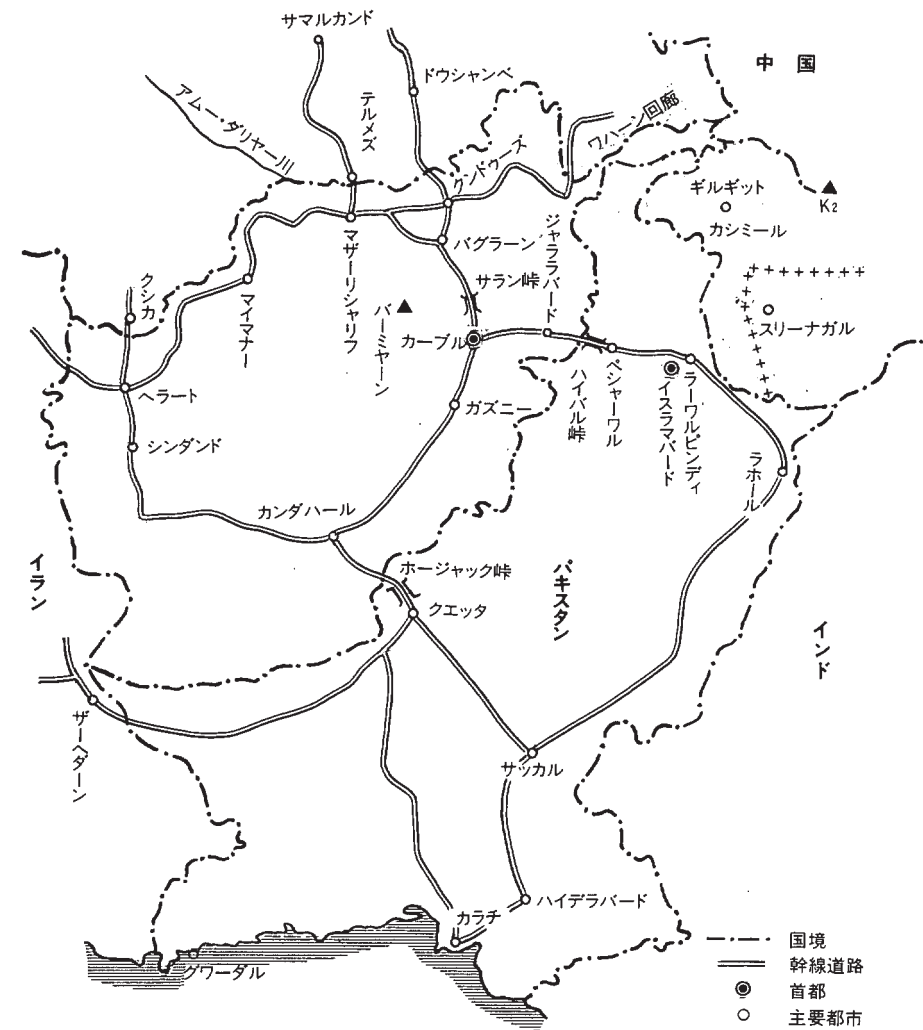 サマルカンド
中国
ドウシャンベ
アムー・ダリヤー川
テルメズ
ワハーン回廊
クンドゥーズ
ギルギット
K2
カシミール
バグラーン
ジャララバード
マザーリシャリフ
サラン峠
クシカ
マイマナー
バーミヤーン
カーブル
スリーナガル
ヘラート
ガズニー
ハイバル峠
ペシャーワル
イスラマバード
ラーワルピンディ
シンダンド
ラホール
カンダハール
イラン
ホージャック峠
パキスタン
クエッタ
インド
ザーヘダーン
サッカル
ハイデラバード
カラチ
グワーダル
国境
幹線道路
首都
主要都市